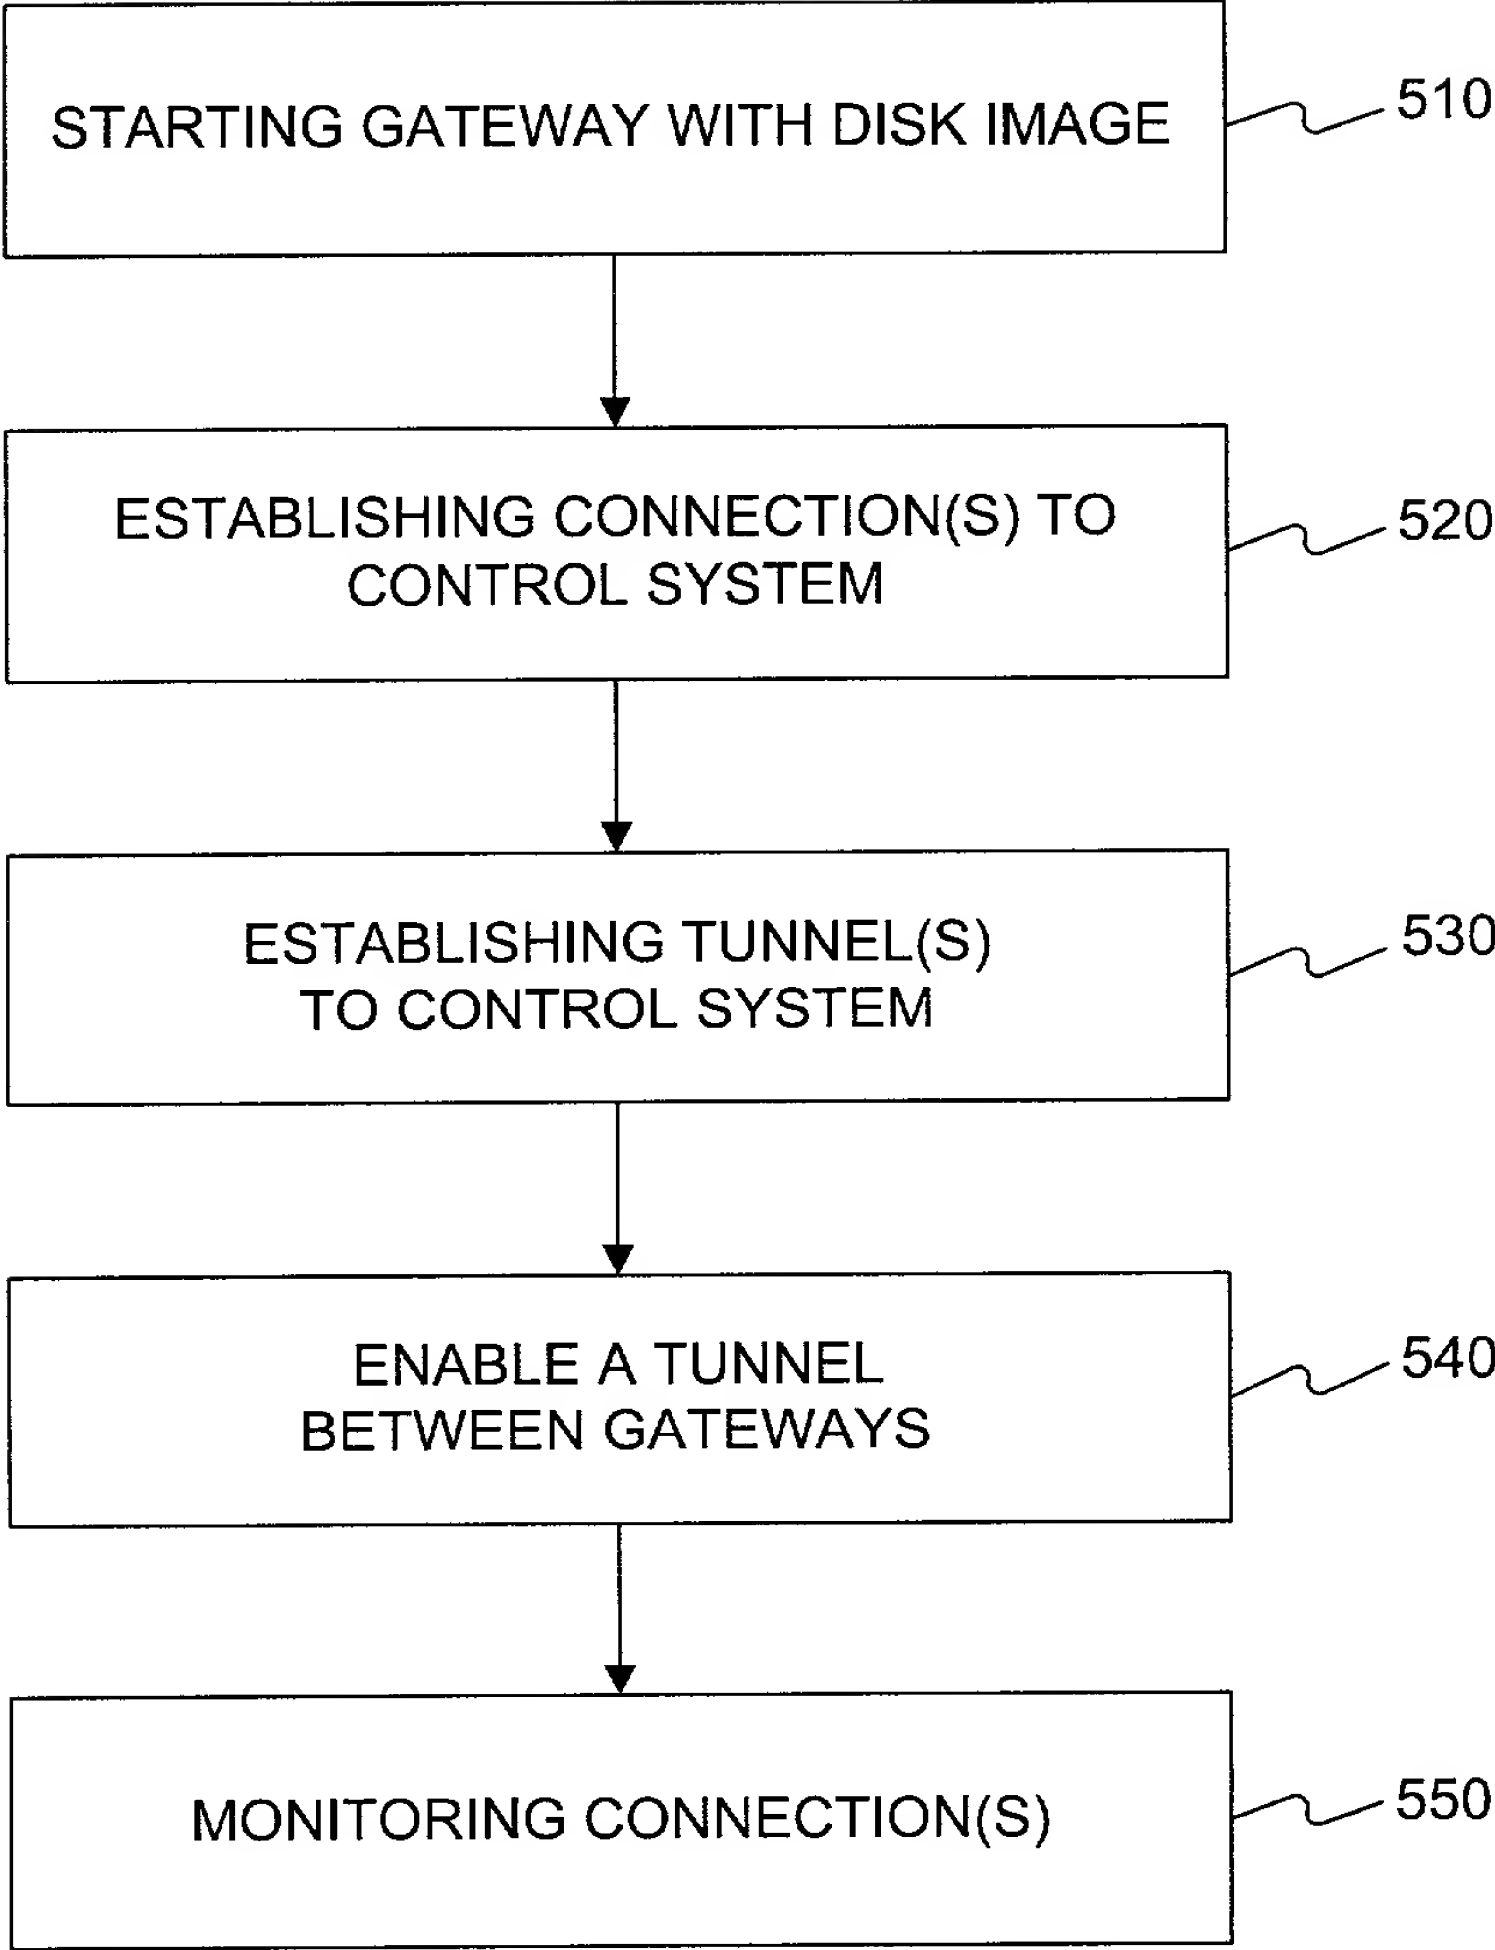 STARTING GATEWAY WITH DISK IMAGE
510
ESTABLISHING CONNECTION(S) TO
CONTROL SYSTEM
520
ESTABLISHING TUNNEL(S)
TO CONTROL SYSTEM
530
ENABLE A TUNNEL
BETWEEN GATEWAYS
540
MONITORING CONNECTION(S)
550